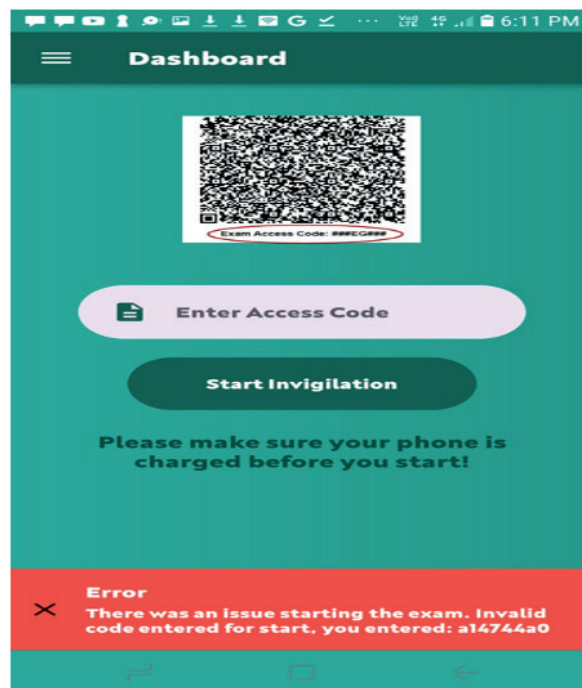 6:11 PM
Dashboard
Exam Access Code: ###EG###
Enter Access Code
Start Invigilation
Please make sure your phone is
charged before you start!
Error
There was an issue starting the exam. Invalid
code entered for start, you entered: a14744a0